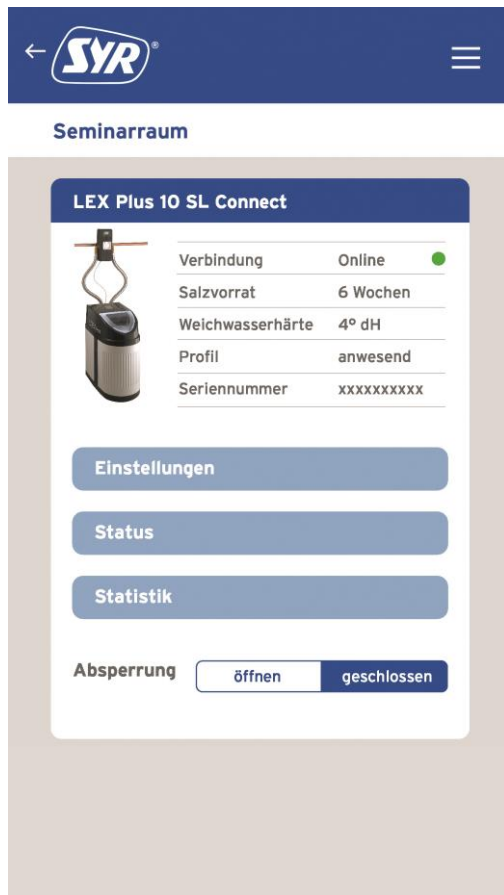 ← SYR®
Seminarraum
LEX Plus 10 SL Connect
Verbindung Online
Salzvorrat 6 Wochen
Weichwasserhärte 4° dH
Profil anwesend
Seriennummer xxxxxxxxxx
Einstellungen
Status
Statistik
Absperrung öffnen geschlossen